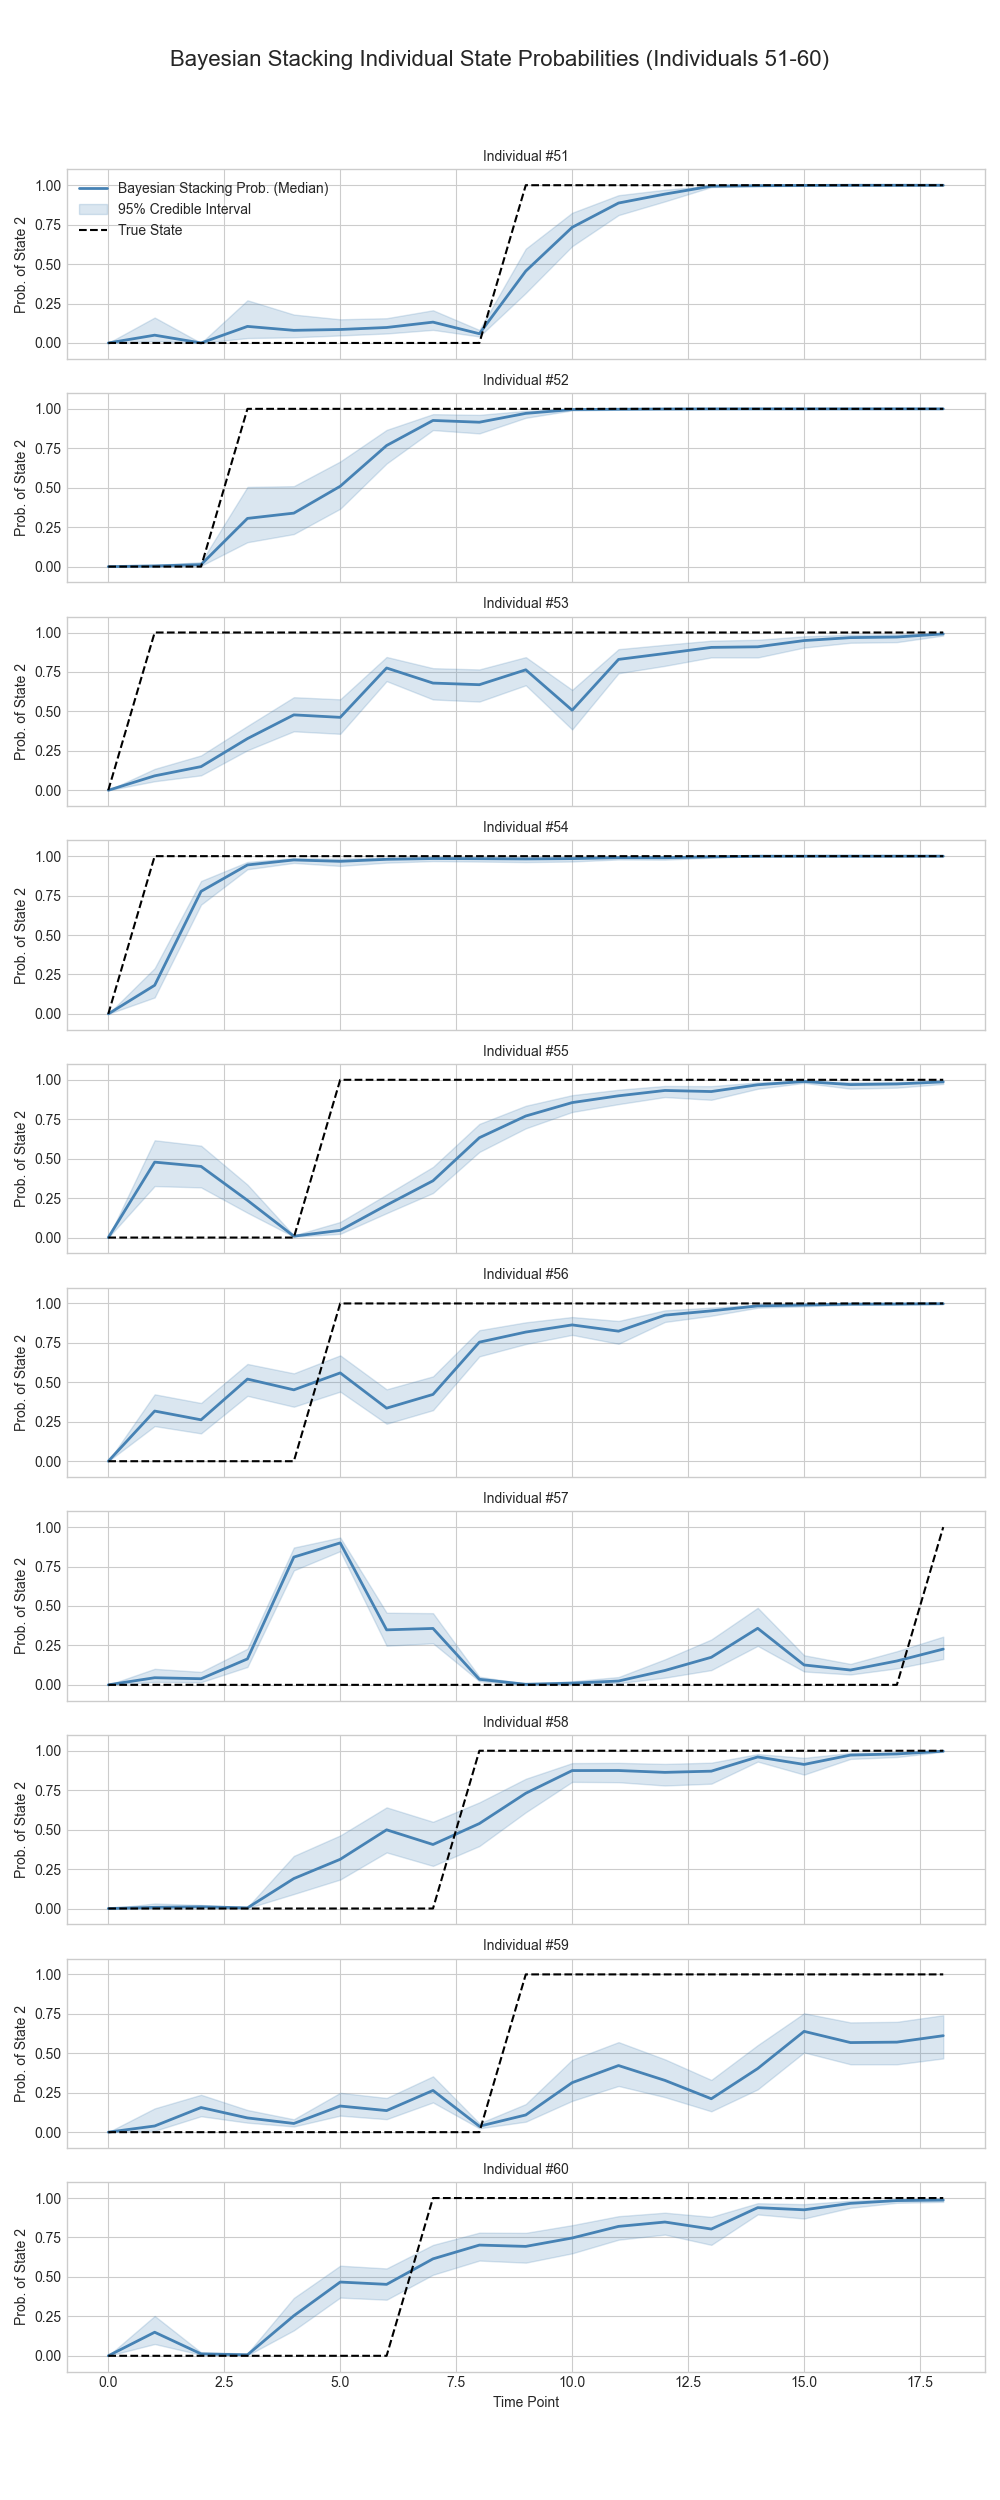 Bayesian Stacking Individual State Probabilities (Individuals 51-60)
Individual #51
Prob. of State 2
1.00
0.75
0.50
0.25
0.00
Bayesian Stacking Prob. (Median)
95% Credible Interval
True State
Individual #52
Prob. of State 2
1.00
0.75
0.50
0.25
0.00
Individual #53
Prob. of State 2
1.00
0.75
0.50
0.25
0.00
Individual #54
Prob. of State 2
1.00
0.75
0.50
0.25
0.00
Individual #55
Prob. of State 2
1.00
0.75
0.50
0.25
0.00
Individual #56
Prob. of State 2
1.00
0.75
0.50
0.25
0.00
Individual #57
Prob. of State 2
1.00
0.75
0.50
0.25
0.00
Individual #58
Prob. of State 2
1.00
0.75
0.50
0.25
0.00
Individual #59
Prob. of State 2
1.00
0.75
0.50
0.25
0.00
Individual #60
Prob. of State 2
1.00
0.75
0.50
0.25
0.00
0.0 2.5 5.0 7.5 10.0 12.5 15.0 17.5
Time Point